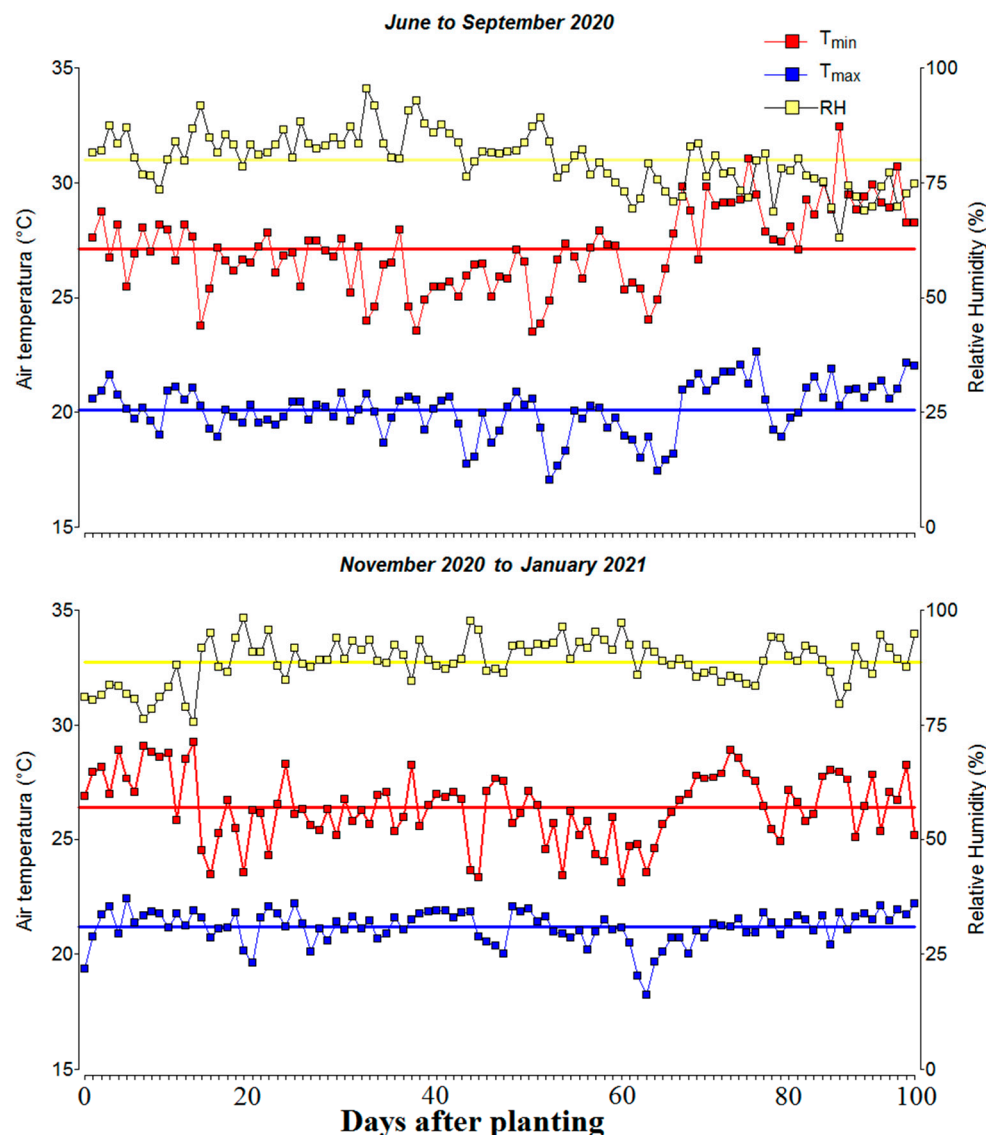 June to September 2020
Tmin
Tmax
RH
35
30
25
20
15
Air temperatura (°C)
100
75
50
25
0
Relative Humidity (%)
November 2020 to January 2021
35
30
25
20
15
Air temperatura (°C)
100
75
50
25
0
Relative Humidity (%)
0 20 40 60 80 100
Days after planting